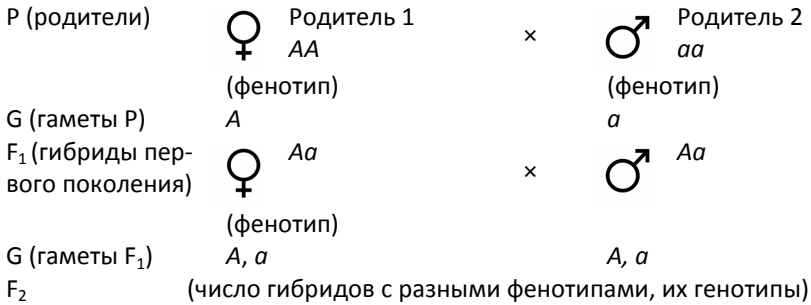 P (родители) Родитель 1 Родитель 2
AA × aa
(фенотип) (фенотип)
G (гаметы P) A a
F₁ (гибриды пер- Aa × Aa
вого поколения)
(фенотип)
G (гаметы F₁) A, a A, a
F₂ (число гибридов с разными фенотипами, их генотипы)